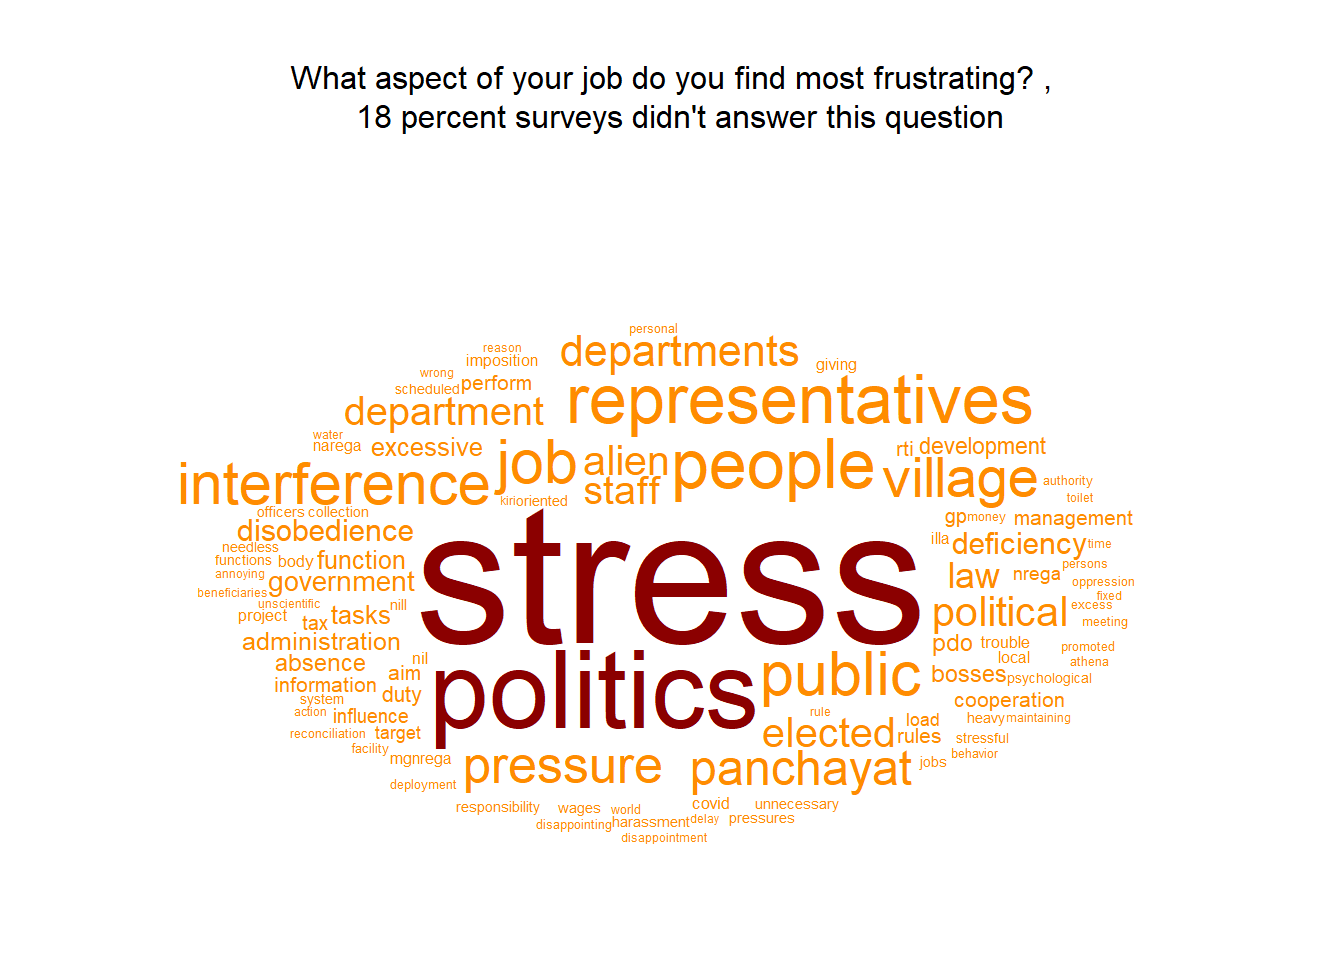 What aspect of your job do you find most frustrating? ,
18 percent surveys didn't answer this question
personal
reason
departments
imposition
giving
wrong
scheduled
perform
representatives
department
water
narega
excessive
job
alien
people
rti
development
interference
staff
village
authority
toilet
kiri
oriented
officers
collection
disobedience
stress
gp
money
management
needless
functions
body
function
illa
deficiency
time
annoying
government
law
nrega
persons
oppression
beneficiaries
unscientific
nill
fixed
project
tax
tasks
political
excess
meeting
administration
pdo
trouble
promoted
absence
nil
politics
public
local
athena
information
aim
bosses
psychological
system
duty
cooperation
action
influence
rule
load
heavy
maintaining
reconciliation
target
elected
rules
stressful
facility
mgnrega
pressure
panchayat
jobs
behavior
deployment
responsibility
wages
world
covid
unnecessary
disappointing
harassment
delay
pressures
disappointment